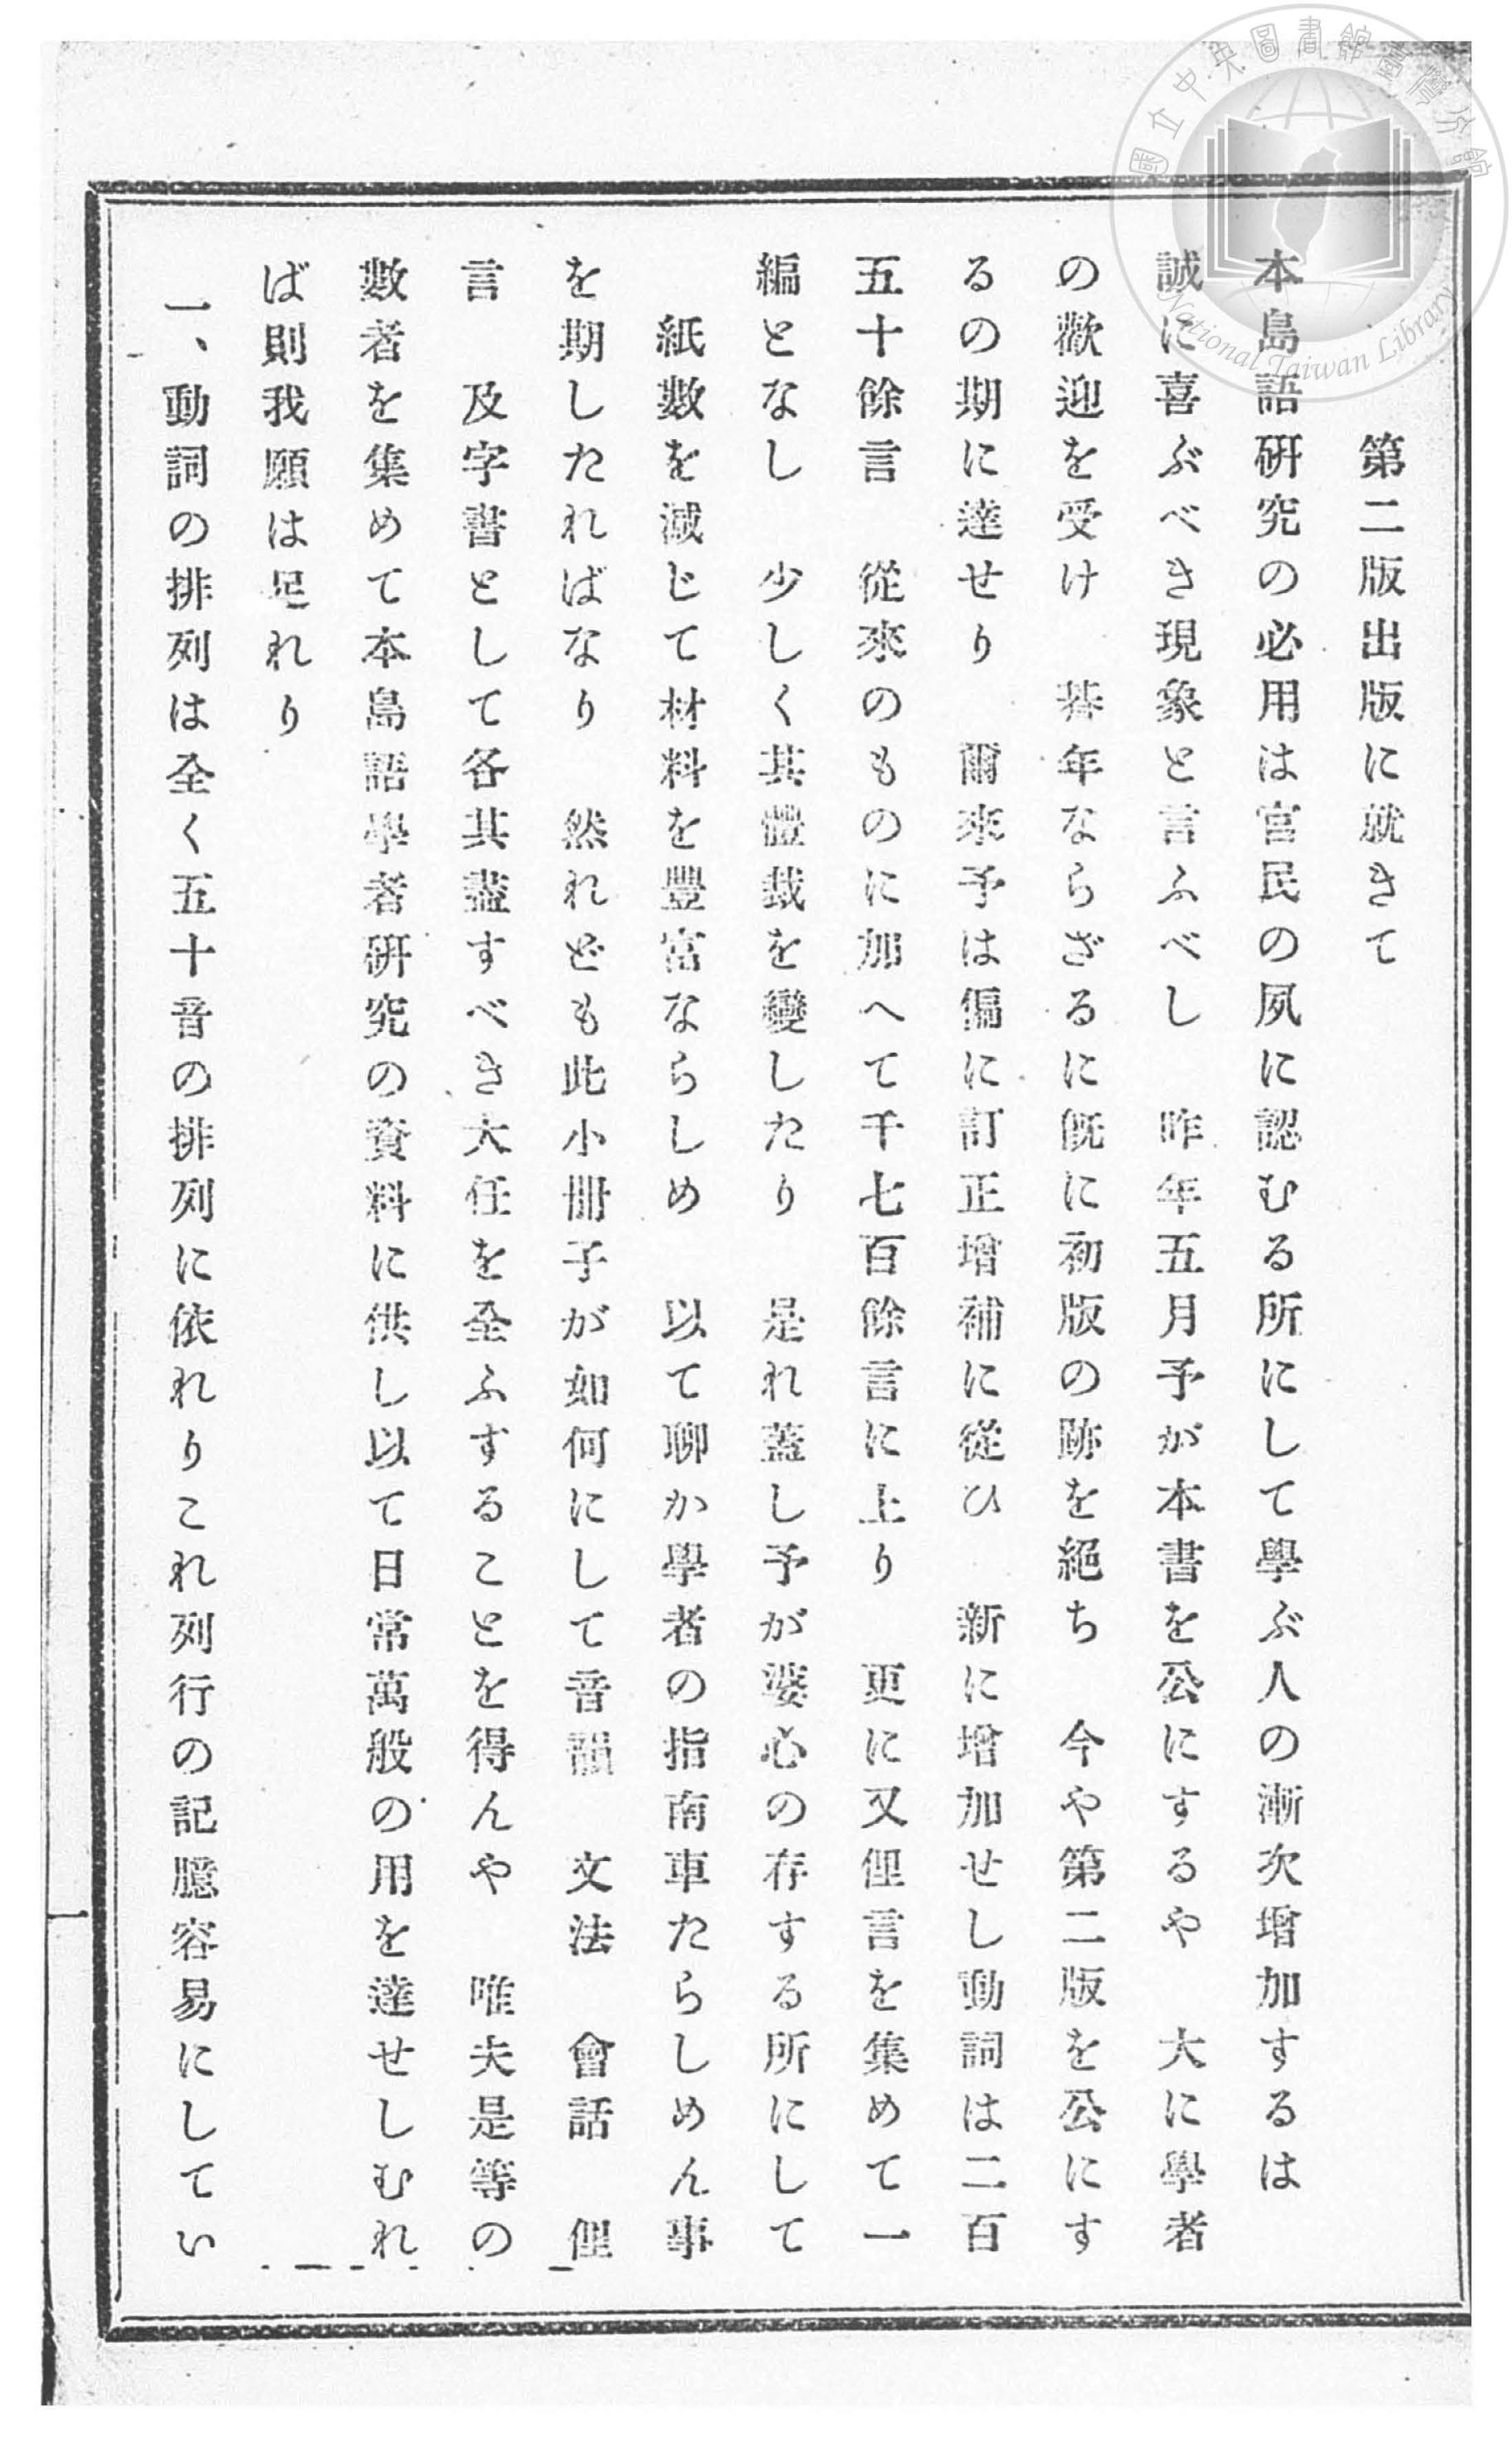 第二版出版に就きて
本島語硏究の必用は官民の夙に認むる所にして學ぶ人の漸次增加するは
誠に喜ぶべき現象と言ふべし　昨年五月予が本書を公にするや　大に學者
の歡迎を受け　朞年ならざるに旣に初版の跡を絕ち　今や第二版を公にす
るの期に達せり　爾來予は偏に訂正增補に從ひ　新に增加せし動詞は二百
五十餘言　從來のものに加へて千七百餘言に上り　更に又俚言を集めて一
編となし　少しく其體裁を變したり　是れ蓋し予が婆心の存する所にして
紙數を減じて材料を豐富ならしめ　以て聊か學者の指南車たらしめん事
を期したればなり　然れども此小冊子が如何にして音韻　文法　會話　俚
言　及字書として各其盡すべき大任を全ふすることを得んや　唯夫是等の
數者を集めて本島語學者硏究の資料に供し以て日常萬般の用を達せしむれ
ば則我願は足れり
一、動詞の排列は全く五十音の排列に依れりこれ列行の記臆容易にしてい
一
國立中央圖書館臺灣分館
National Taiwan Library